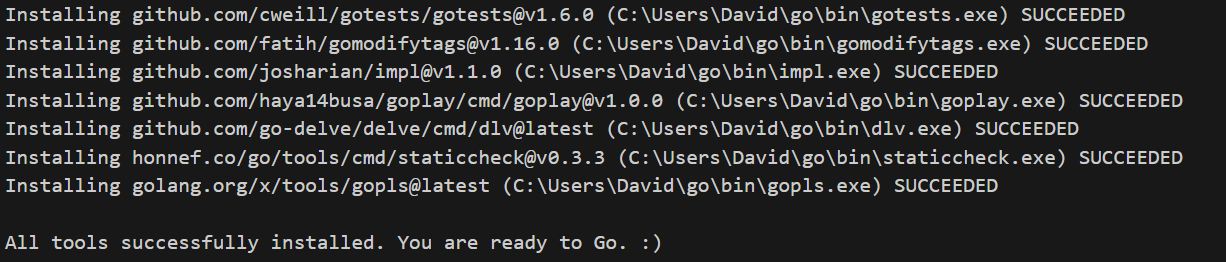 Installing github.com/cweill/gotests/gotests@v1.6.0 (C:\Users\David\go\bin\gotests.exe) SUCCEEDED
Installing github.com/fatih/gomodifytags@v1.16.0 (C:\Users\David\go\bin\gomodifytags.exe) SUCCEEDED
Installing github.com/josharian/impl@v1.1.0 (C:\Users\David\go\bin\impl.exe) SUCCEEDED
Installing github.com/haya14busa/goplay/cmd/goplay@v1.0.0 (C:\Users\David\go\bin\goplay.exe) SUCCEEDED
Installing github.com/go-delve/delve/cmd/dlv@latest (C:\Users\David\go\bin\dlv.exe) SUCCEEDED
Installing honnef.co/go/tools/cmd/staticcheck@v0.3.3 (C:\Users\David\go\bin\staticcheck.exe) SUCCEEDED
Installing golang.org/x/tools/gopls@latest (C:\Users\David\go\bin\gopls.exe) SUCCEEDED
All tools successfully installed. You are ready to Go. :)